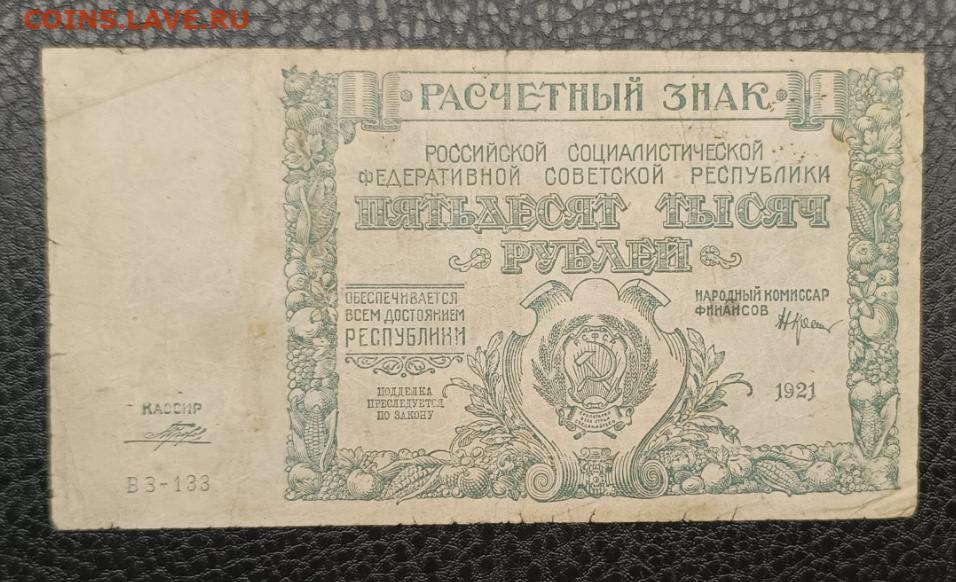 COINS.LAVE.RU
РАСЧЕТНЫЙ ЗНАК
РОССИЙСКОЙ СОЦИАЛИСТИЧЕСКОЙ
ФЕДЕРАТИВНОЙ СОВЕТСКОЙ РЕСПУБЛИКИ
ПЯТЬДЕСЯТ ТЫСЯЧ
РУБЛЕЙ
ОБЕСПЕЧИВАЕТСЯ
ВСЕМ ДОСТОЯНИЕМ
РЕСПУБЛИКИ
НАРОДНЫЙ КОМИССАР
ФИНАНСОВ
РСФСР
ПОДДЕЛКА
ПРЕСЛЕДУЕТСЯ
ПО ЗАКОНУ
1921
КАССИР
ВЗ-133